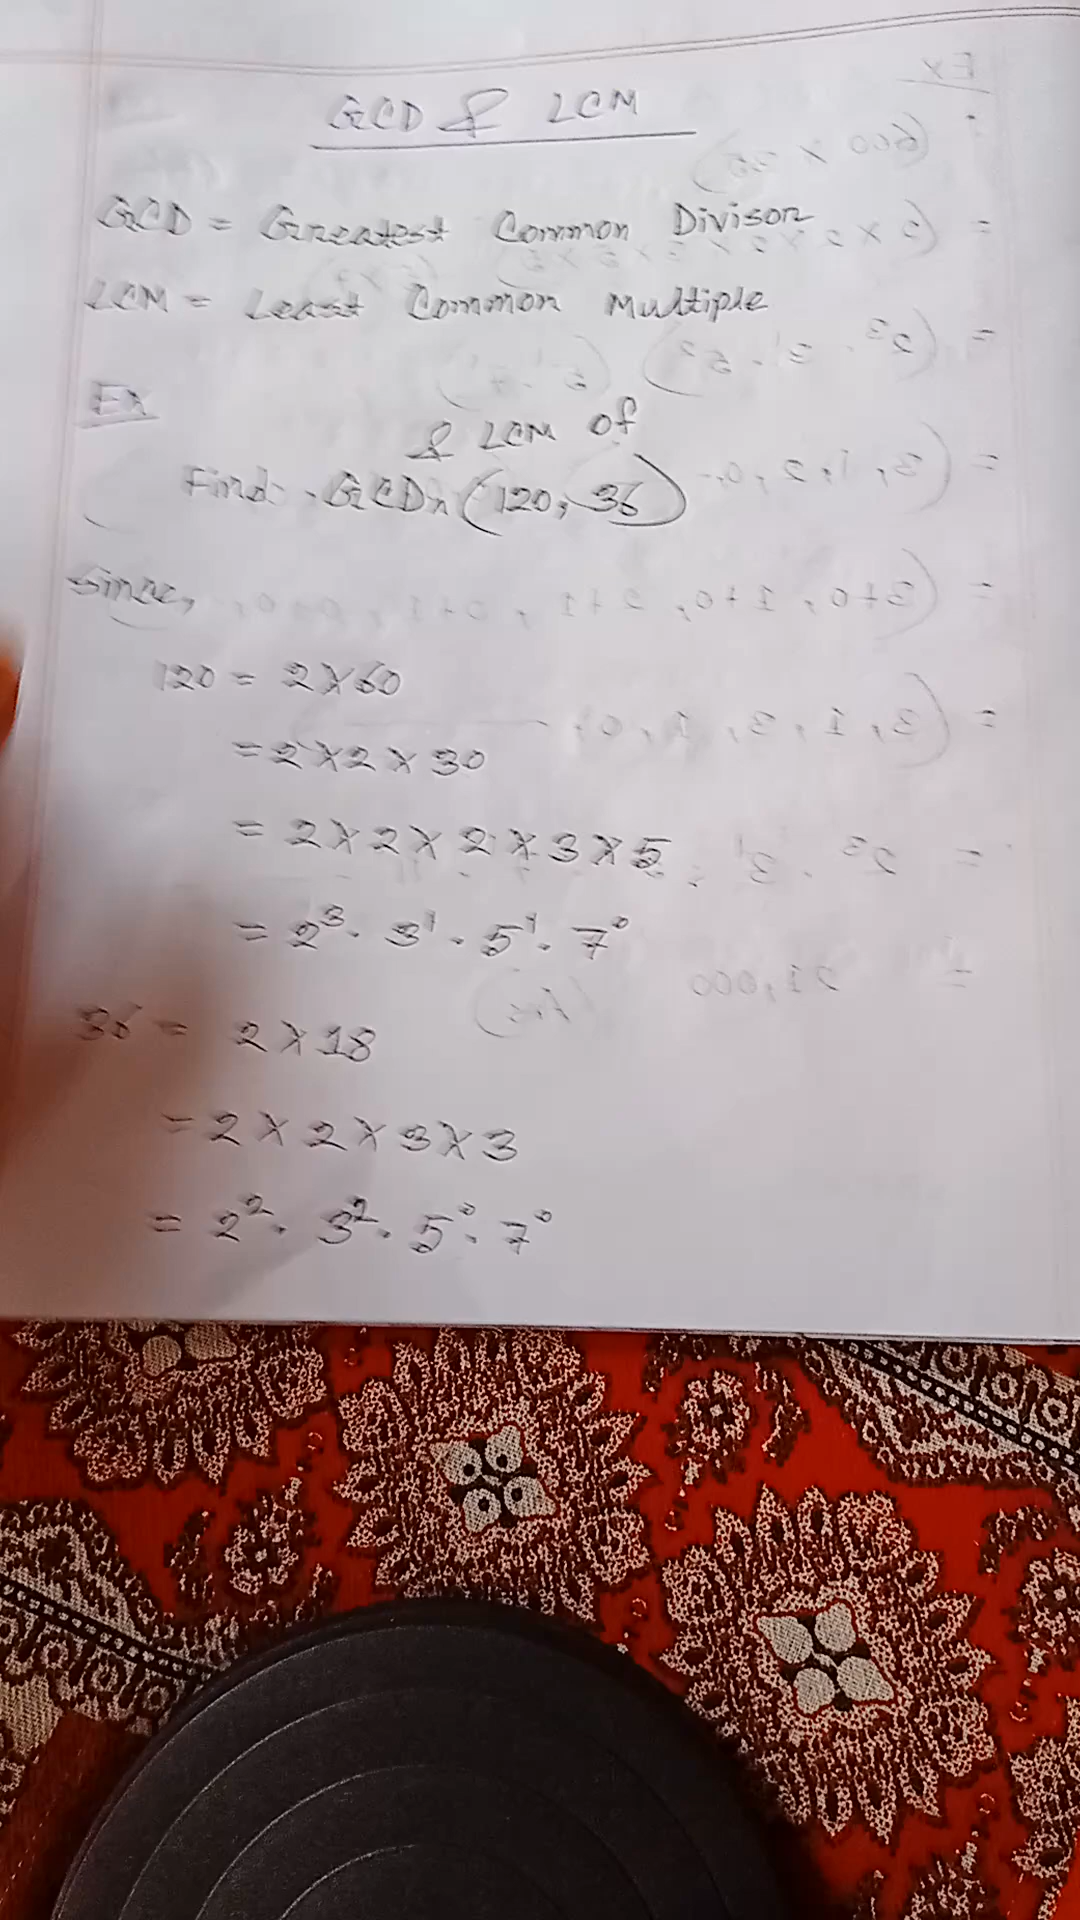 GCD & LCM
GCD = Greatest Common Divisor
LCM = Least Common Multiple
Ex
& LCM of
Find GCD (120, 36)
Since,
120 = 2 × 60
= 2 × 2 × 30
= 2 × 2 × 2 × 3 × 5
= 2³ · 3¹ · 5¹ · 7⁰
36 = 2 × 18
= 2 × 2 × 3 × 3
= 2² · 3² · 5⁰ · 7⁰